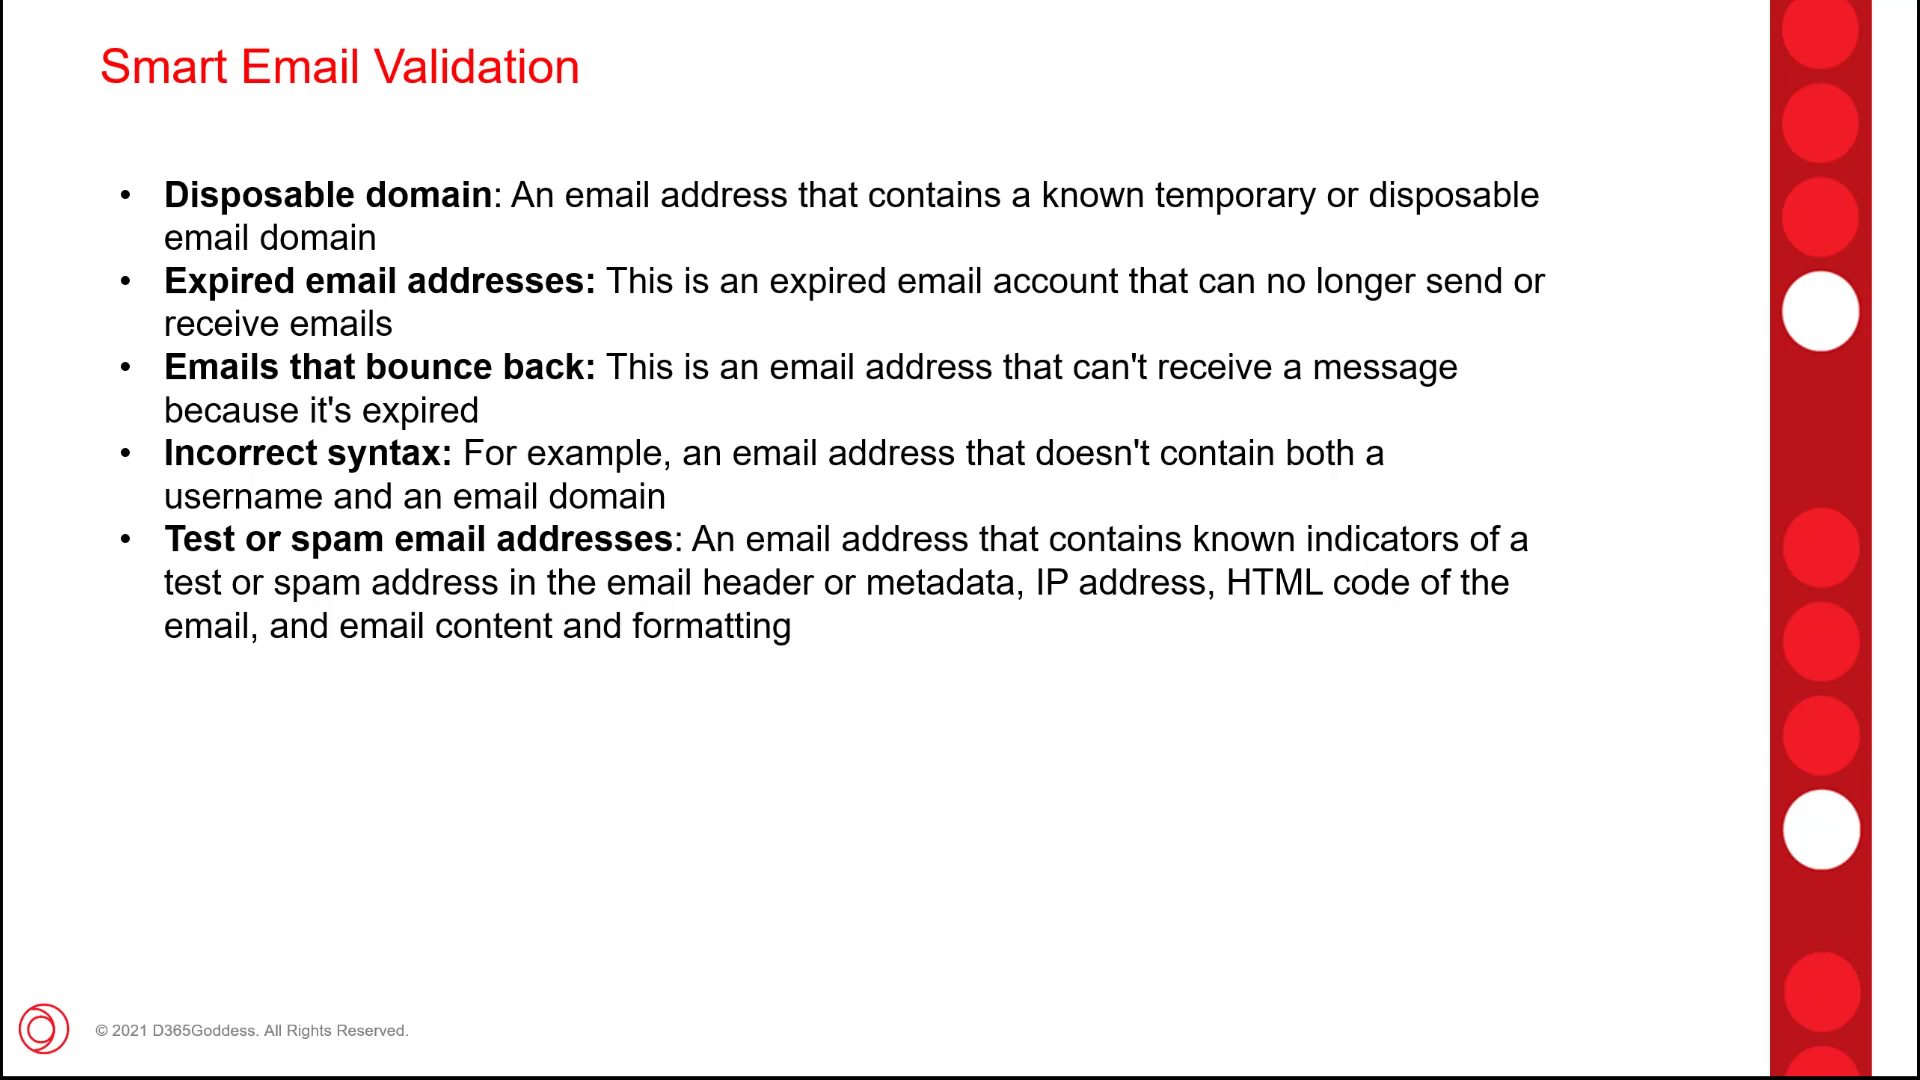 Smart Email Validation
• Disposable domain: An email address that contains a known temporary or disposable
email domain
• Expired email addresses: This is an expired email account that can no longer send or
receive emails
• Emails that bounce back: This is an email address that can't receive a message
because it's expired
• Incorrect syntax: For example, an email address that doesn't contain both a
username and an email domain
• Test or spam email addresses: An email address that contains known indicators of a
test or spam address in the email header or metadata, IP address, HTML code of the
email, and email content and formatting
© 2021 D365Goddess. All Rights Reserved.